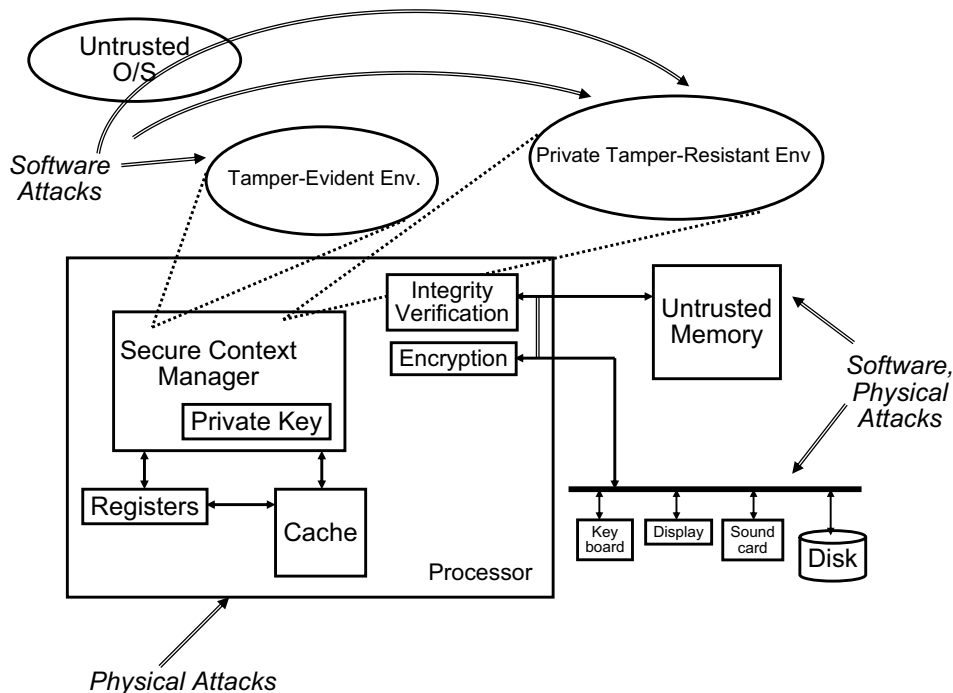 Untrusted
O/S
Software
Attacks
Tamper-Evident Env.
Private Tamper-Resistant Env
Integrity
Verification
Encryption
Untrusted
Memory
Secure Context
Manager
Private Key
Software,
Physical
Attacks
Registers
Cache
Processor
Key
board
Display
Sound
card
Disk
Physical Attacks